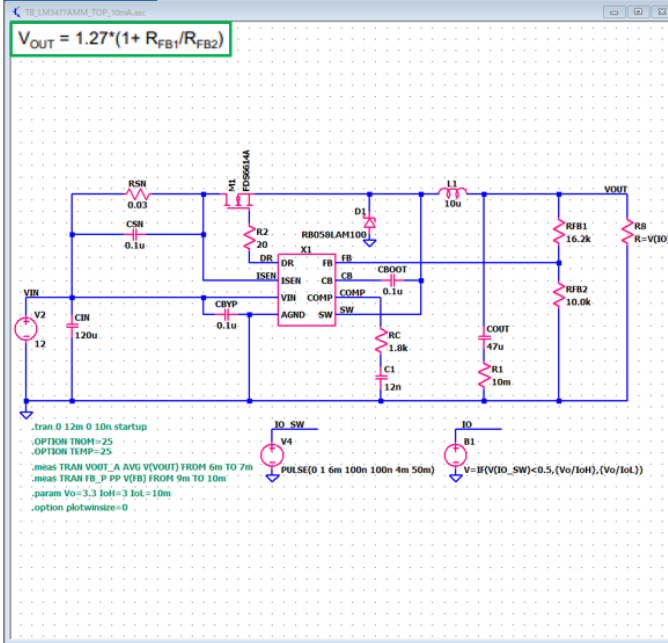 TB_LM3477AMM_TOP_10mA.asc
VOUT = 1.27*(1+ RFB1/RFB2)
RSN
0.03
CSN
0.1u
M1
FDS6614A
R2
20
D1
RB058LAM100
L1
10u
VOUT
RFB1
16.2k
R8
R=V(IO)
X1
DR
DR
FB
FB
ISEN
ISEN
CB
CB
CBOOT
0.1u
VIN
VIN
COMP
COMP
AGND
SW
SW
RFB2
10.0k
V2
12
CIN
120u
CBYP
0.1u
RC
1.8k
C1
12n
COUT
47u
R1
10m
.tran 0 12m 0 10n startup
.OPTION TNOM=25
.OPTION TEMP=25
.meas TRAN VOUT_A AVG V(VOUT) FROM 6m TO 7m
.meas TRAN FB_P PP V(FB) FROM 9m TO 10m
.param Vo=3.3 IoH=3 IoL=10m
.option plotwinsize=0
IO_SW
V4
PULSE(0 1 6m 100n 100n 4m 50m)
IO
B1
V=IF(V(IO_SW)<0.5,{Vo/IoH},{Vo/IoL})